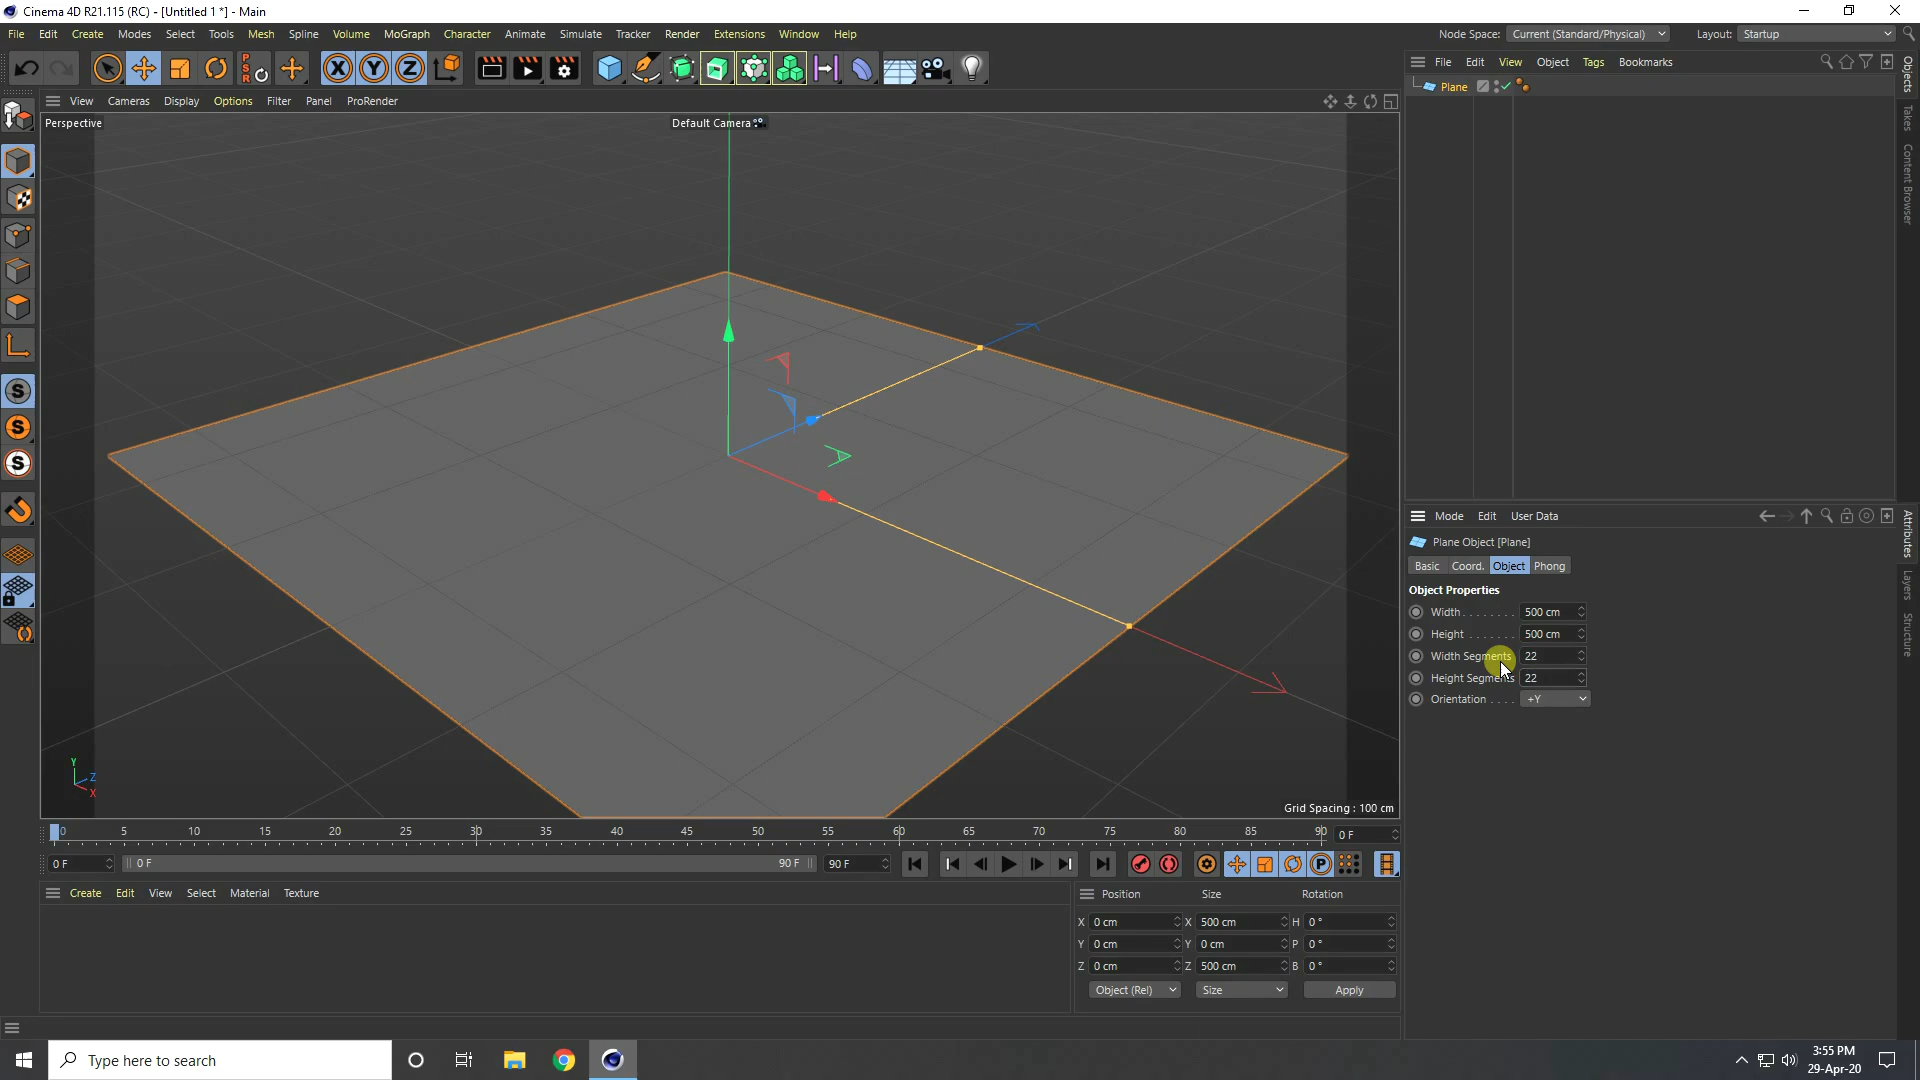 Cinema 4D R21.115 (RC) - [Untitled 1 *] - Main
File Edit Create Modes Select Tools Mesh Spline Volume MoGraph Character Animate Simulate Tracker Render Extensions Window Help
Node Space: Current (Standard/Physical) Layout: Startup
File Edit View Object Tags Bookmarks
View Cameras Display Options Filter Panel ProRender
Plane
Perspective
Default Camera
Objects
Takes
Content Browser
Mode Edit User Data
Plane Object [Plane]
Basic Coord. Object Phong
Object Properties
Width 500 cm
Height 500 cm
Width Segments 22
Height Segments 22
Orientation +Y
Attributes
Layers
Structure
Y
Z
X
Grid Spacing : 100 cm
0 5 10 15 20 25 30 35 40 45 50 55 60 65 70 75 80 85 90 0 F
0 F 0 F 90 F 90 F
Create Edit View Select Material Texture
Position Size Rotation
X 0 cm X 500 cm H 0 °
Y 0 cm Y 0 cm P 0 °
Z 0 cm Z 500 cm B 0 °
Object (Rel) Size Apply
Type here to search
3:55 PM
29-Apr-20